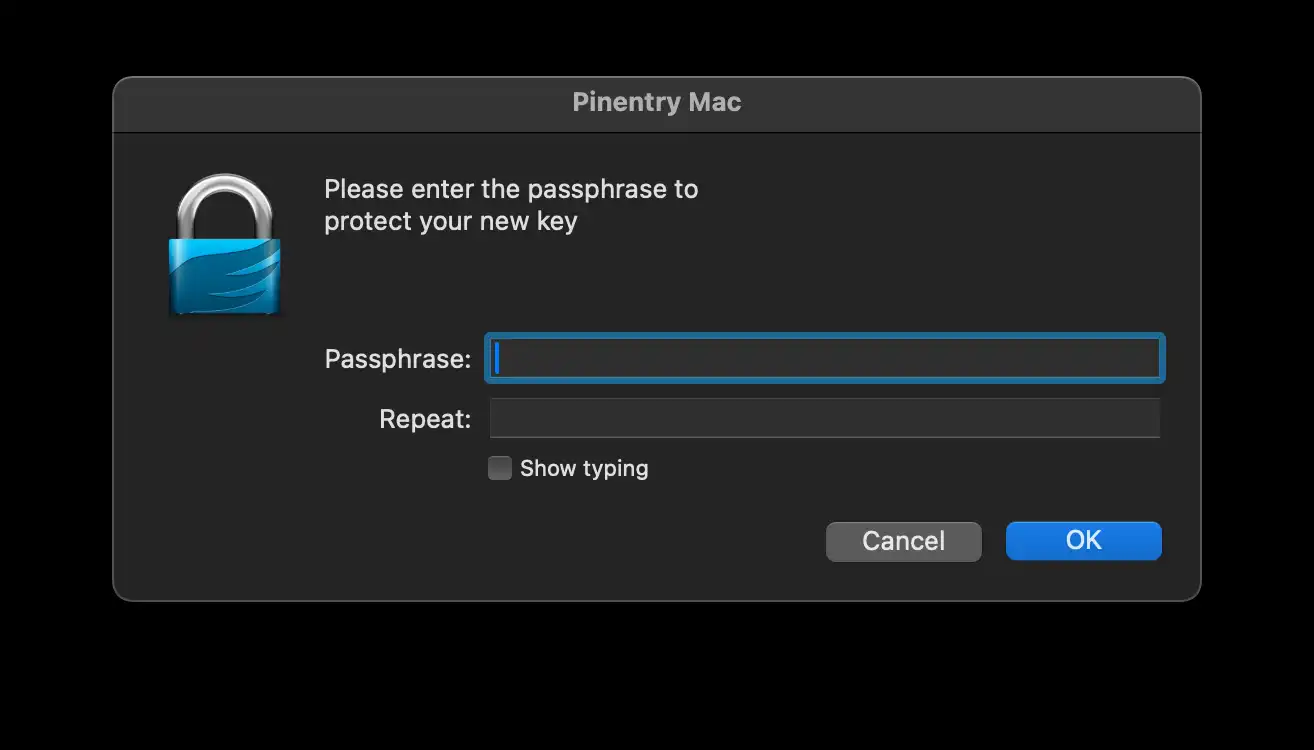 Pinentry Mac
Please enter the passphrase to
protect your new key
Passphrase:
Repeat:
Show typing
Cancel
OK